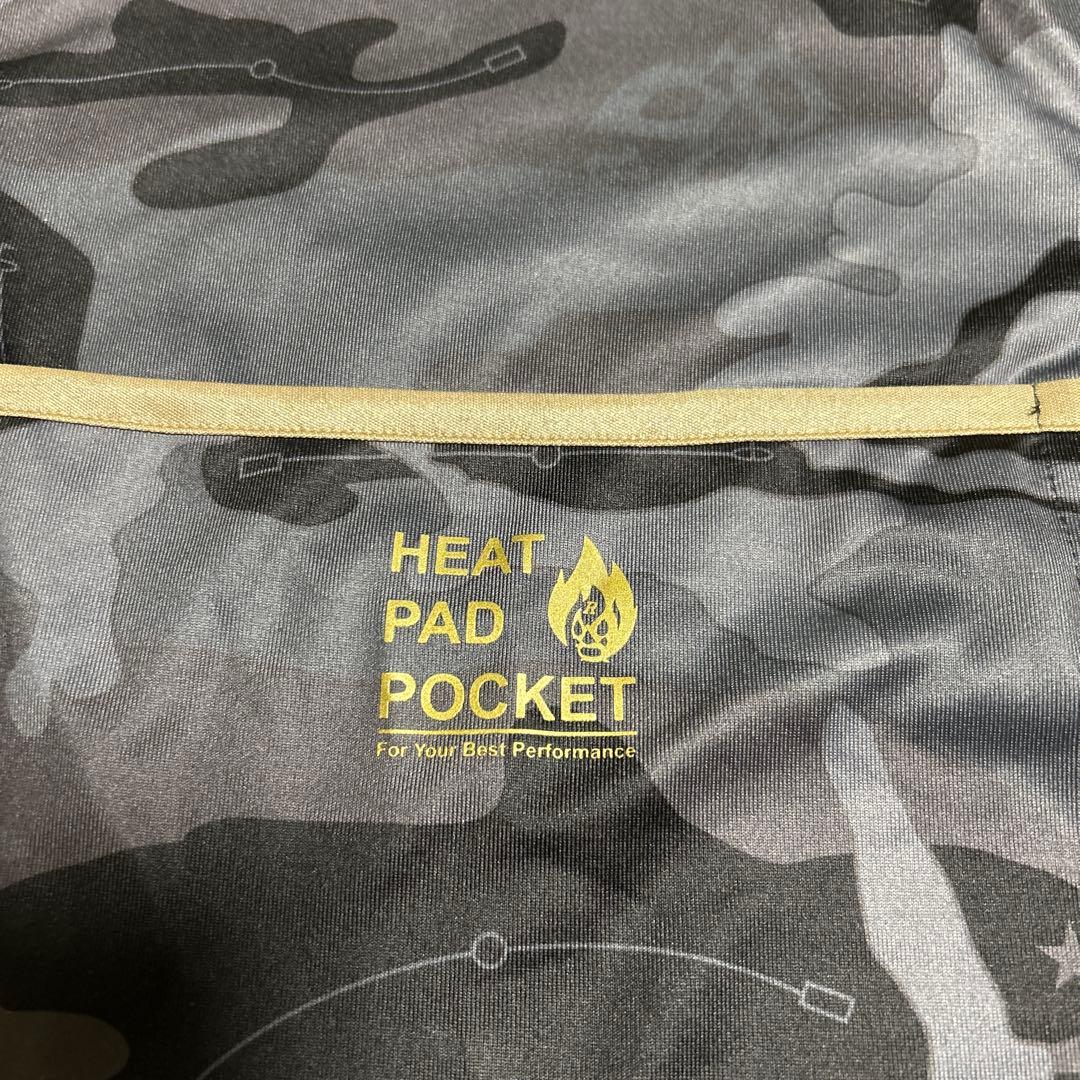 HEAT
PAD
R
POCKET
For Your Best Performance